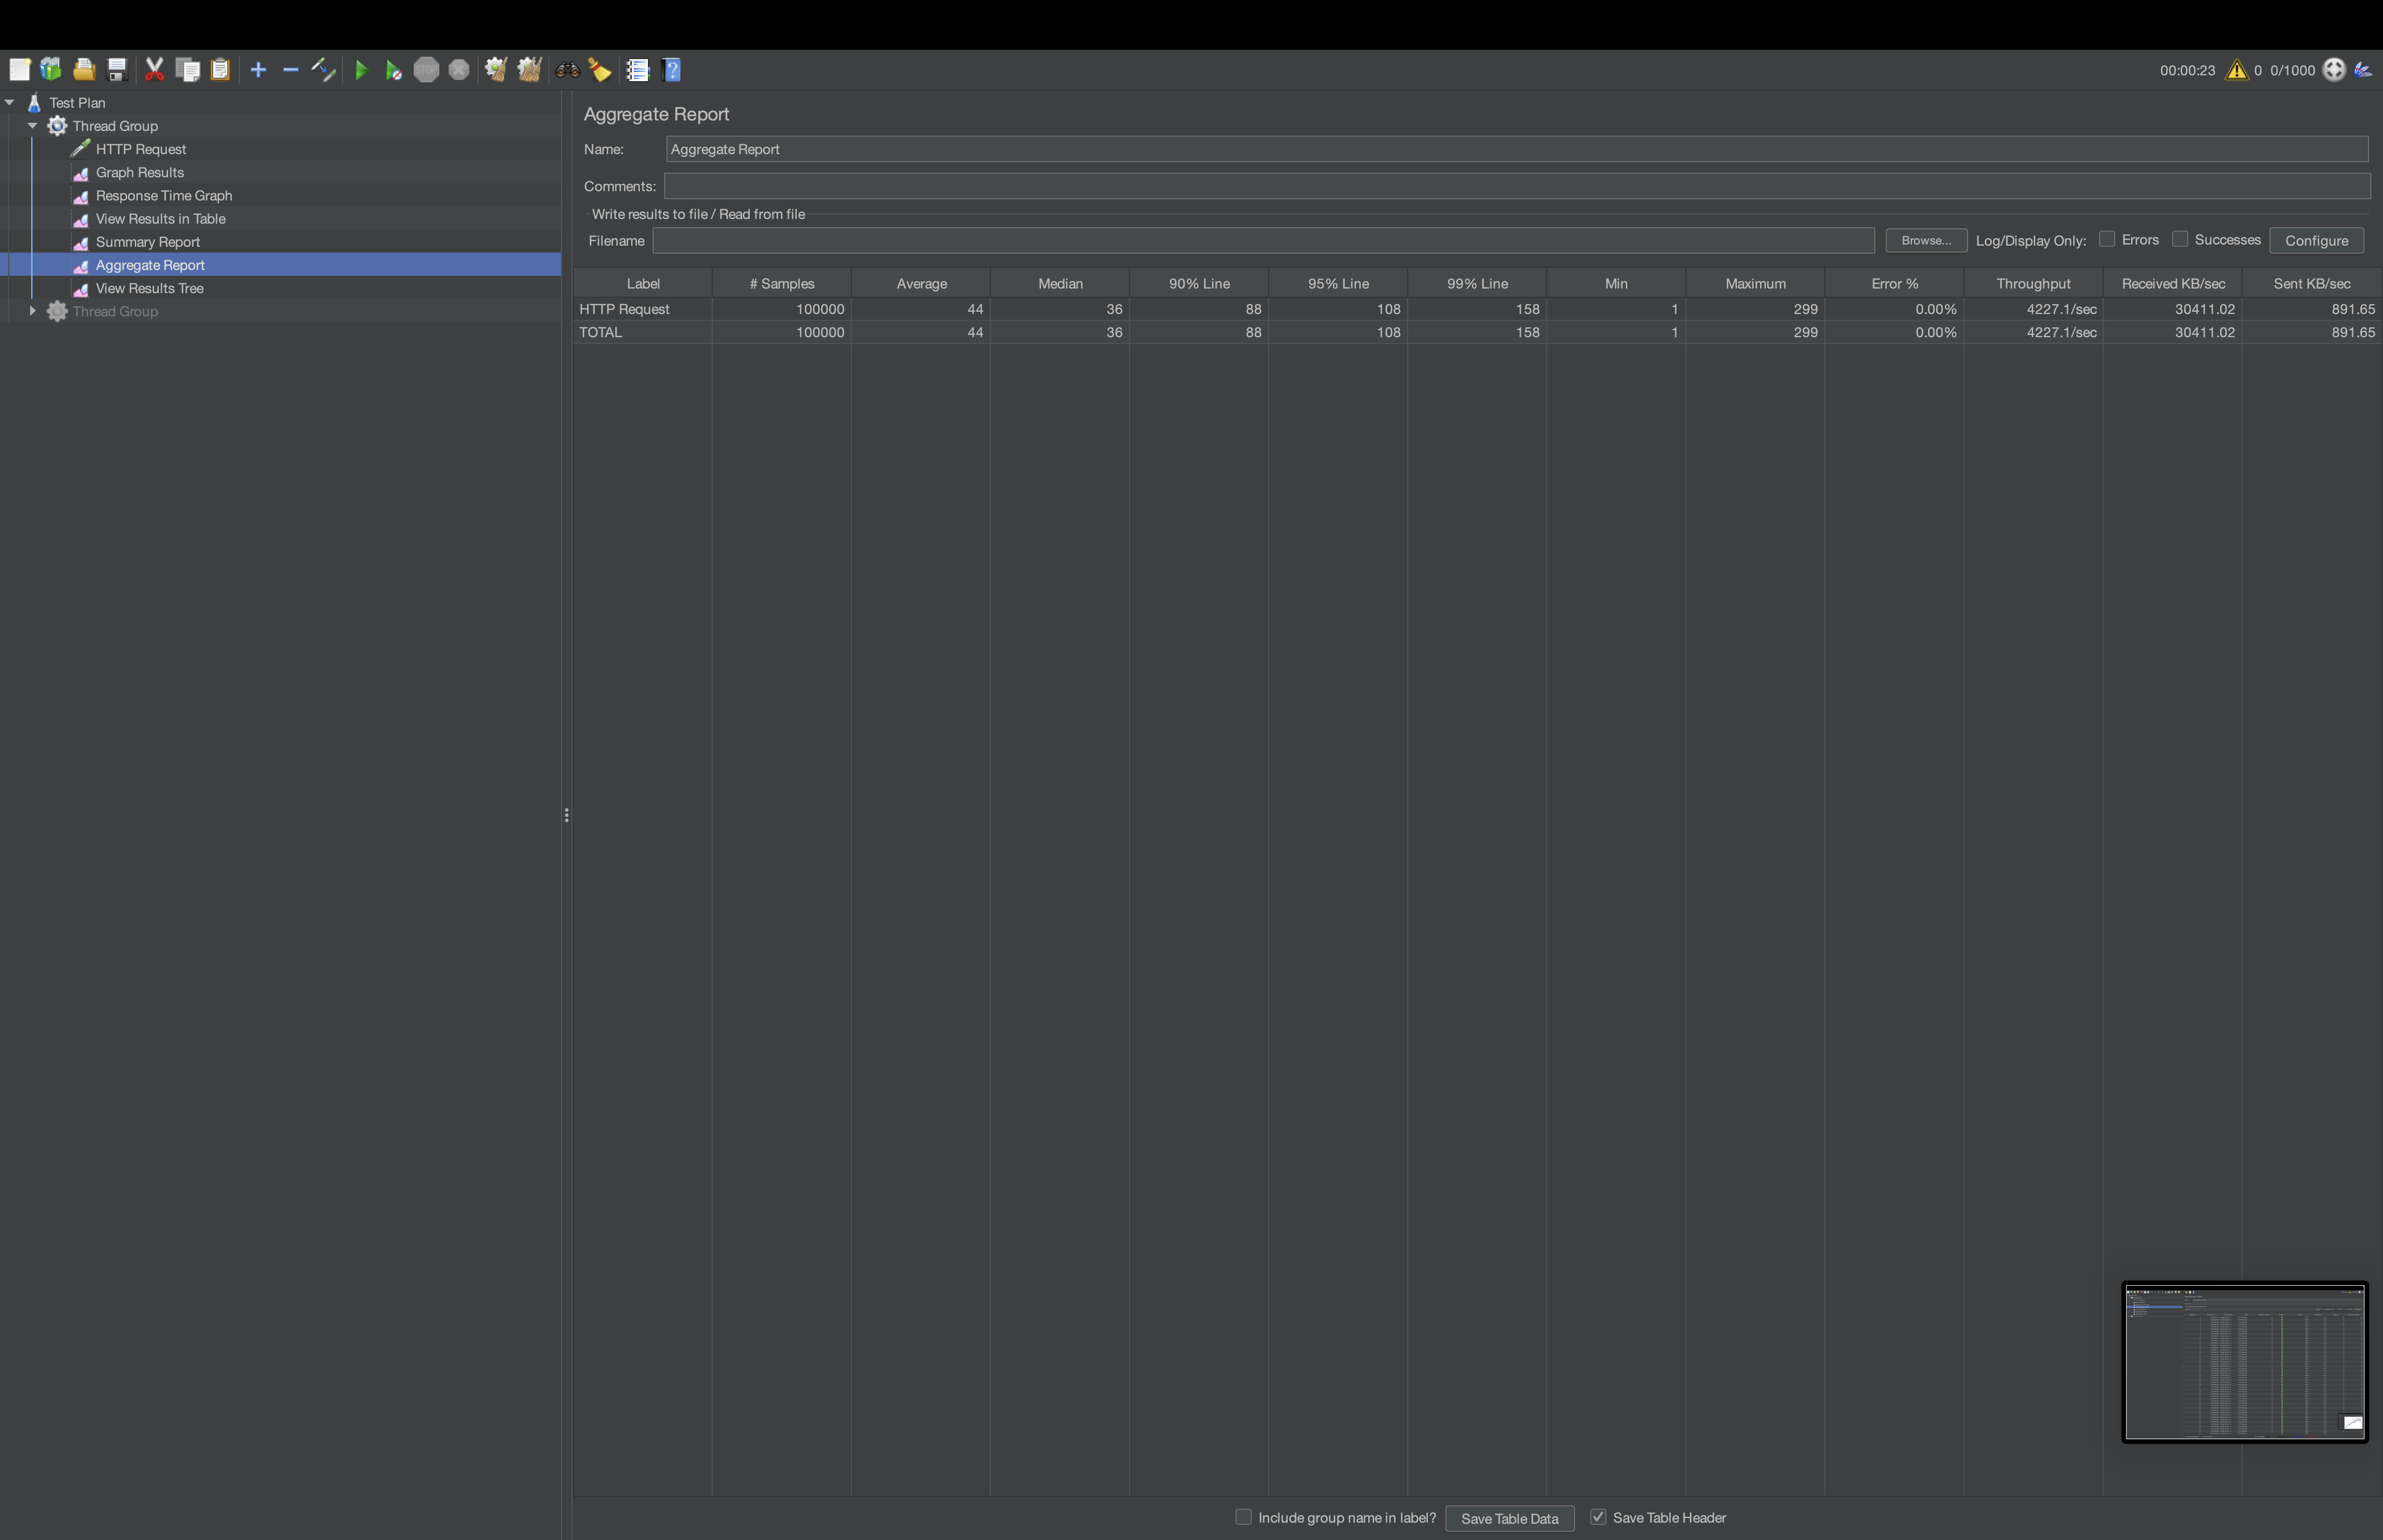 STOP
00:00:23 0 0/1000
Test Plan
Thread Group
HTTP Request
Graph Results
Response Time Graph
View Results in Table
Summary Report
Aggregate Report
View Results Tree
Thread Group
Aggregate Report
Name: Aggregate Report
Comments:
Write results to file / Read from file
Filename Browse... Log/Display Only: Errors Successes Configure
Label # Samples Average Median 90% Line 95% Line 99% Line Min Maximum Error % Throughput Received KB/sec Sent KB/sec
HTTP Request 100000 44 36 88 108 158 1 299 0.00% 4227.1/sec 30411.02 891.65
TOTAL 100000 44 36 88 108 158 1 299 0.00% 4227.1/sec 30411.02 891.65
Include group name in label? Save Table Data Save Table Header